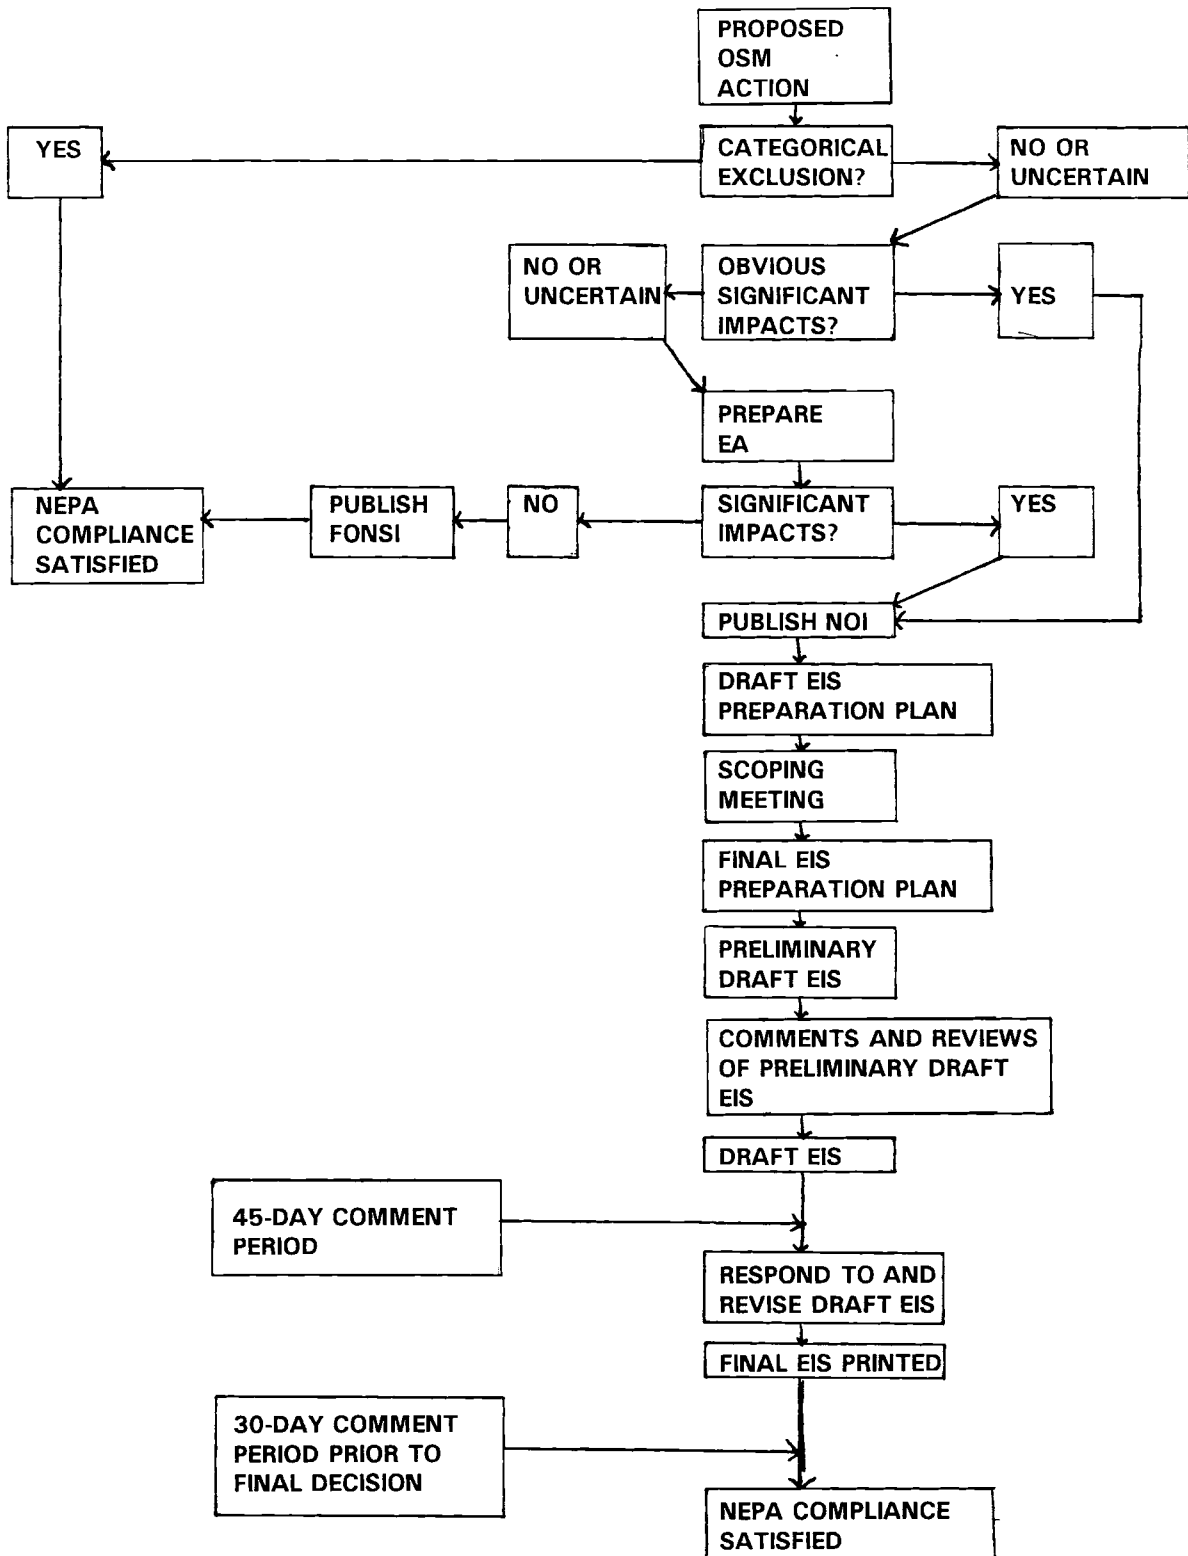 PROPOSED
OSM
ACTION
YES
CATEGORICAL
EXCLUSION?
NO OR
UNCERTAIN
NO OR
UNCERTAIN
OBVIOUS
SIGNIFICANT
IMPACTS?
YES
PREPARE
EA
NEPA
COMPLIANCE
SATISFIED
PUBLISH
FONSI
NO
SIGNIFICANT
IMPACTS?
YES
PUBLISH NOI
DRAFT EIS
PREPARATION PLAN
SCOPING
MEETING
FINAL EIS
PREPARATION PLAN
PRELIMINARY
DRAFT EIS
COMMENTS AND REVIEWS
OF PRELIMINARY DRAFT
EIS
DRAFT EIS
45-DAY COMMENT
PERIOD
RESPOND TO AND
REVISE DRAFT EIS
FINAL EIS PRINTED
30-DAY COMMENT
PERIOD PRIOR TO
FINAL DECISION
NEPA COMPLIANCE
SATISFIED